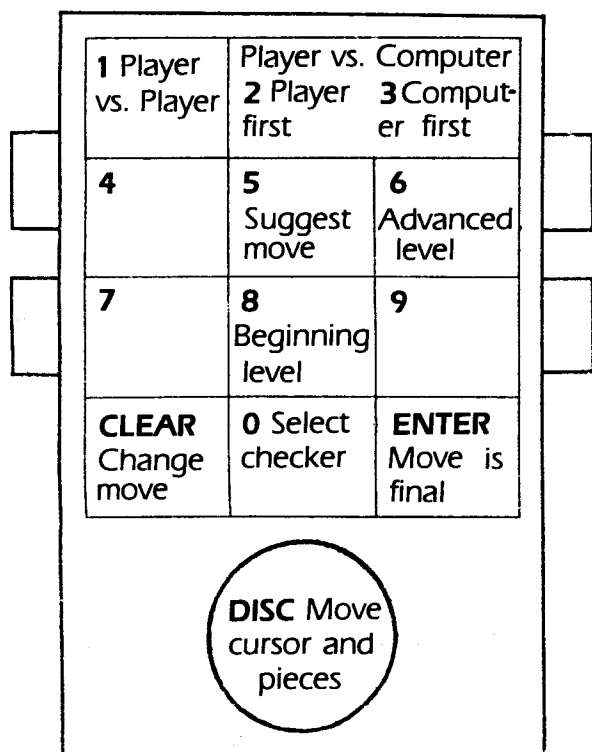 1 Player
vs. Player
Player vs. Computer
2 Player
first
3 Comput-
er first
4
5
Suggest
move
6
Advanced
level
7
8
Beginning
level
9
CLEAR
Change
move
0 Select
checker
ENTER
Move is
final
DISC Move
cursor and
pieces